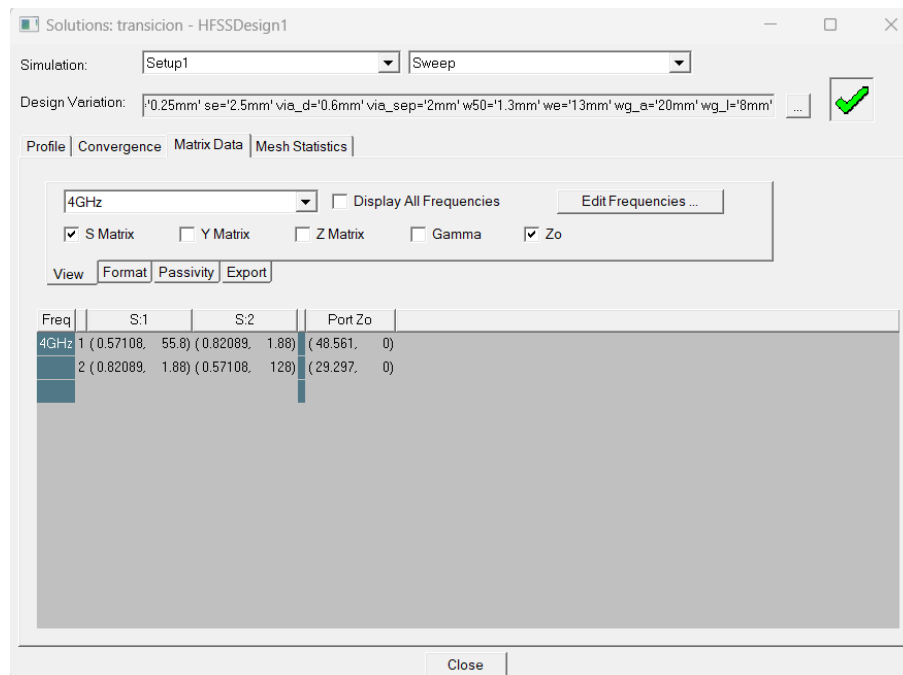 Solutions: transicion - HFSSDesign1
Simulation: Setup1 Sweep
Design Variation: :'0.25mm' se='2.5mm' via_d='0.6mm' via_sep='2mm' w50='1.3mm' we='13mm' wg_a='20mm' wg_l='8mm' ...
Profile Convergence Matrix Data Mesh Statistics
4GHz Display All Frequencies Edit Frequencies ...
S Matrix Y Matrix Z Matrix Gamma Zo
View Format Passivity Export
Freq S:1 S:2 Port Zo
4GHz 1 ( 0.57108, 55.8) ( 0.82089, 1.88) ( 48.561, 0)
2 ( 0.82089, 1.88) ( 0.57108, 128) ( 29.297, 0)
Close